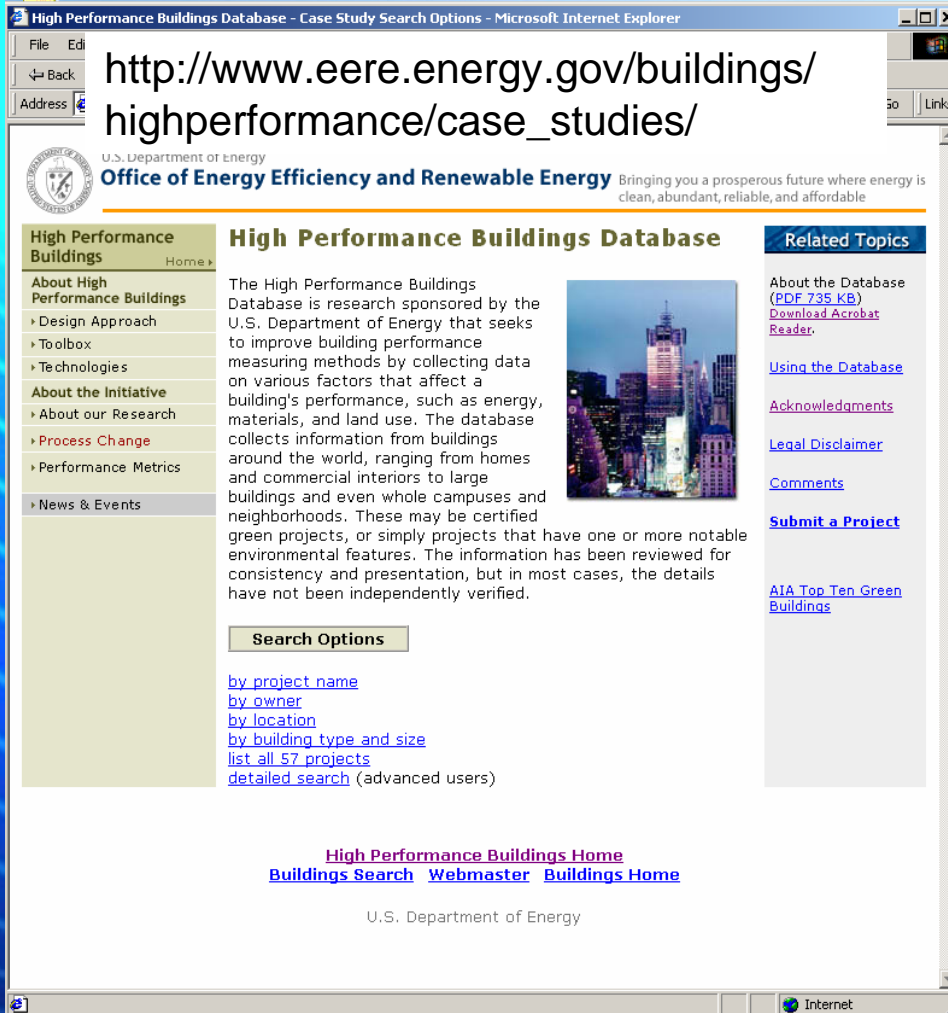 High Performance Buildings Database - Case Study Search Options - Microsoft Internet Explorer
File Edi
Back
Address
http://www.eere.energy.gov/buildings/
highperformance/case_studies/
Link
U.S. Department of Energy
Office of Energy Efficiency and Renewable Energy
Bringing you a prosperous future where energy is
clean, abundant, reliable, and affordable
High Performance
Buildings
Home
About High
Performance Buildings
Design Approach
Toolbox
Technologies
About the Initiative
About our Research
Process Change
Performance Metrics
News & Events
High Performance Buildings Database
The High Performance Buildings
Database is research sponsored by the
U.S. Department of Energy that seeks
to improve building performance
measuring methods by collecting data
on various factors that affect a
building's performance, such as energy,
materials, and land use. The database
collects information from buildings
around the world, ranging from homes
and commercial interiors to large
buildings and even whole campuses and
neighborhoods. These may be certified
green projects, or simply projects that have one or more notable
environmental features. The information has been reviewed for
consistency and presentation, but in most cases, the details
have not been independently verified.
Search Options
by project name
by owner
by location
by building type and size
list all 57 projects
detailed search (advanced users)
Related Topics
About the Database
(PDF 735 KB)
Download Acrobat
Reader.
Using the Database
Acknowledgments
Legal Disclaimer
Comments
Submit a Project
AIA Top Ten Green
Buildings
High Performance Buildings Home
Buildings Search Webmaster Buildings Home
U.S. Department of Energy
Internet